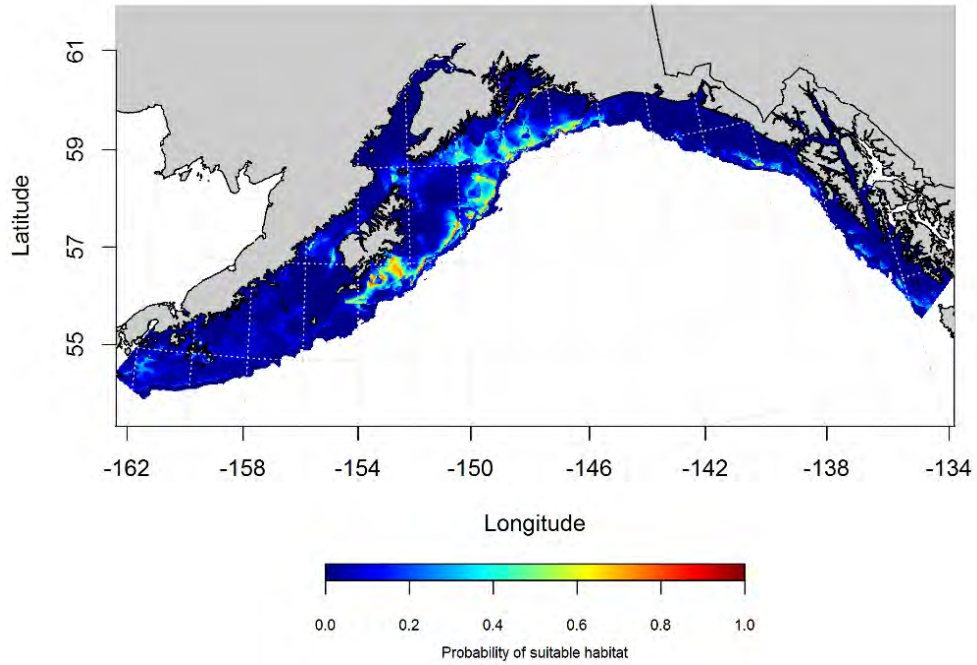 61
59
57
55
Latitude
-162 -158 -154 -150 -146 -142 -138 -134
Longitude
0.0 0.2 0.4 0.6 0.8 1.0
Probability of suitable habitat